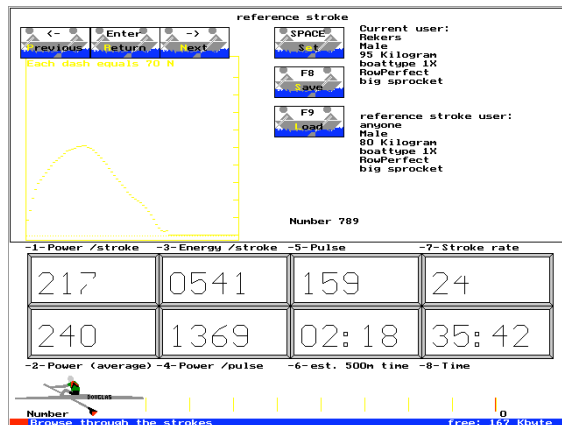 reference stroke
<- Enter -> SPACE
Previous Return Next Set
Each dash equals 70 N
F8
Save
F9
Load
Current user:
Rekers
Male
95 Kilogram
boattype 1X
RowPerfect
big sprocket
reference stroke user:
anyone
Male
80 Kilogram
boattype 1X
RowPerfect
big sprocket
Number 789
-1-Power /stroke -3-Energy /stroke -5-Pulse -7-Stroke rate
217 0541 159 24
240 1369 02:18 35:42
-2-Power (average) -4-Power /pulse -6-est. 500m time -8-Time
DOUGLAS
Number 0
Browse through the strokes free: 167 Kbyte